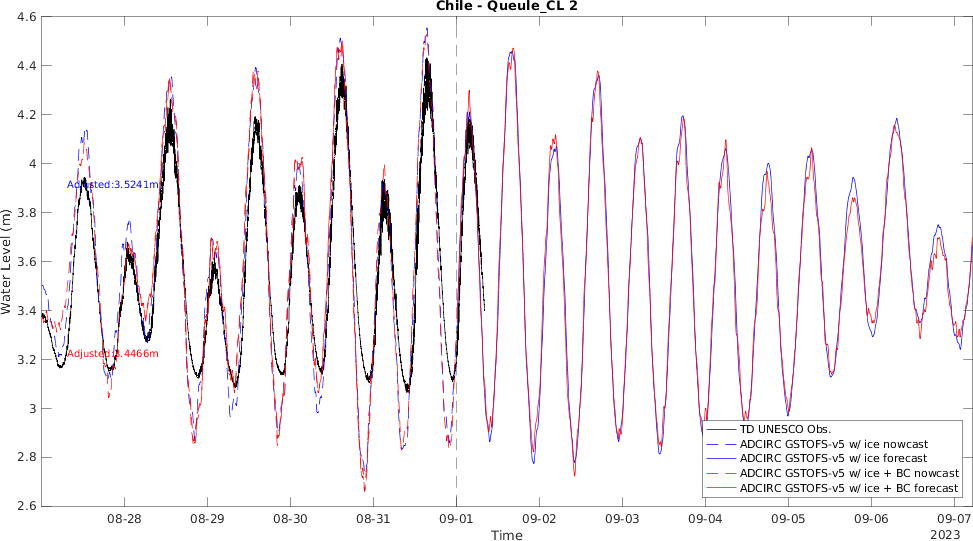 Chile - Queule_CL 2
Water Level (m)
4.6
4.4
4.2
4
3.8
3.6
3.4
3.2
3
2.8
2.6
Adjusted:3.5241m
Adjusted:3.4466m
TD UNESCO Obs.
ADCIRC GSTOFS-v5 w/ ice nowcast
ADCIRC GSTOFS-v5 w/ ice forecast
ADCIRC GSTOFS-v5 w/ ice + BC nowcast
ADCIRC GSTOFS-v5 w/ ice + BC forecast
08-28 08-29 08-30 08-31 09-01 09-02 09-03 09-04 09-05 09-06 09-07
Time
2023